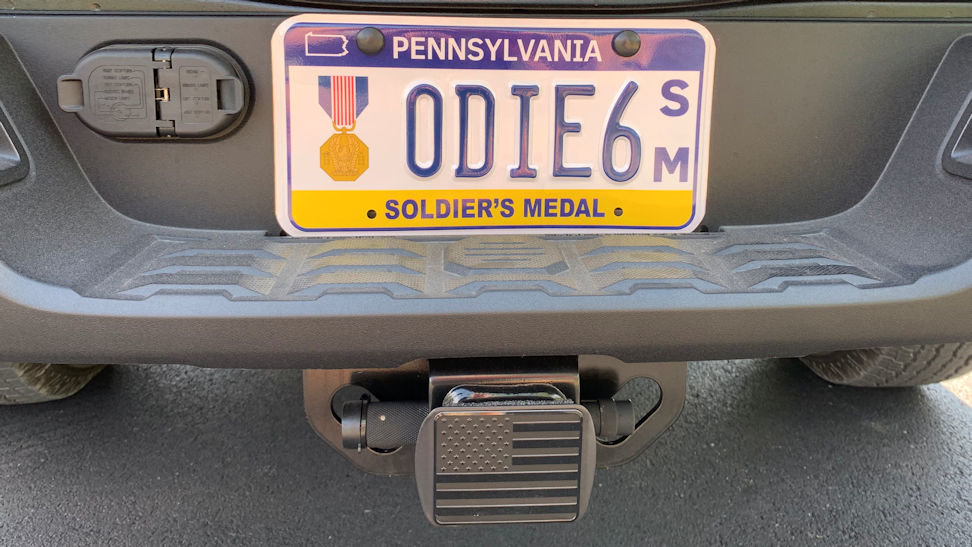 PENNSYLVANIA
ODIE6
S
M
SOLDIER'S MEDAL